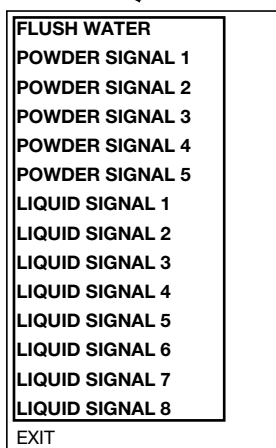 FLUSH WATER
POWDER SIGNAL 1
POWDER SIGNAL 2
POWDER SIGNAL 3
POWDER SIGNAL 4
POWDER SIGNAL 5
LIQUID SIGNAL 1
LIQUID SIGNAL 2
LIQUID SIGNAL 3
LIQUID SIGNAL 4
LIQUID SIGNAL 5
LIQUID SIGNAL 6
LIQUID SIGNAL 7
LIQUID SIGNAL 8
EXIT